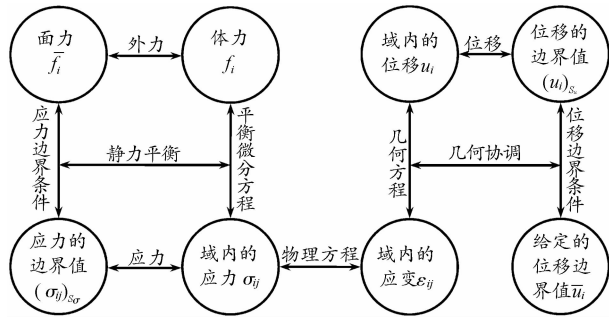 面力
f̄ᵢ
外力
体力
fᵢ
域内的
位移uᵢ
位移
位移的
边界值
(uᵢ)Sᵤ
应力边界条件
静力平衡
平衡微分方程
几何方程
几何协调
位移边界条件
应力的
边界值
(σᵢⱼ)Sσ
应力
域内的
应力 σᵢⱼ
物理方程
域内的
应变εᵢⱼ
给定的
位移边
界值ūᵢ